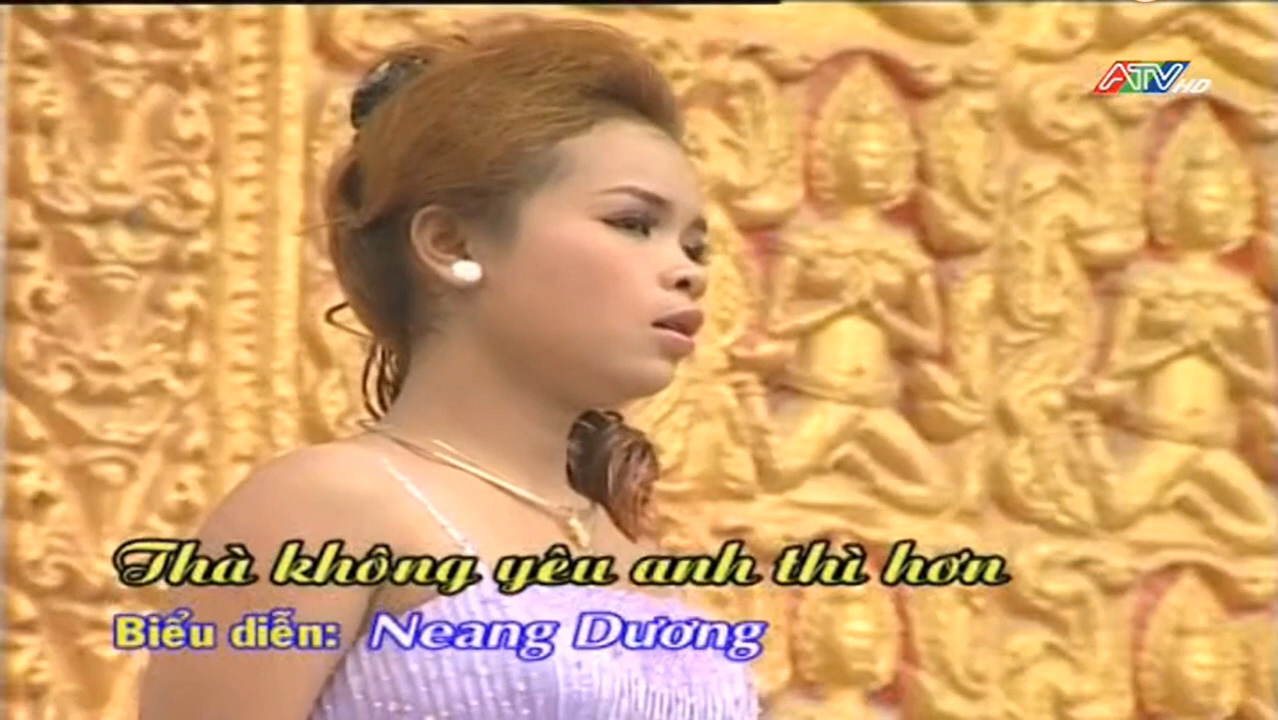 ATV HD
Thà không yêu anh thì hơn
Biểu diễn: Neang Dương